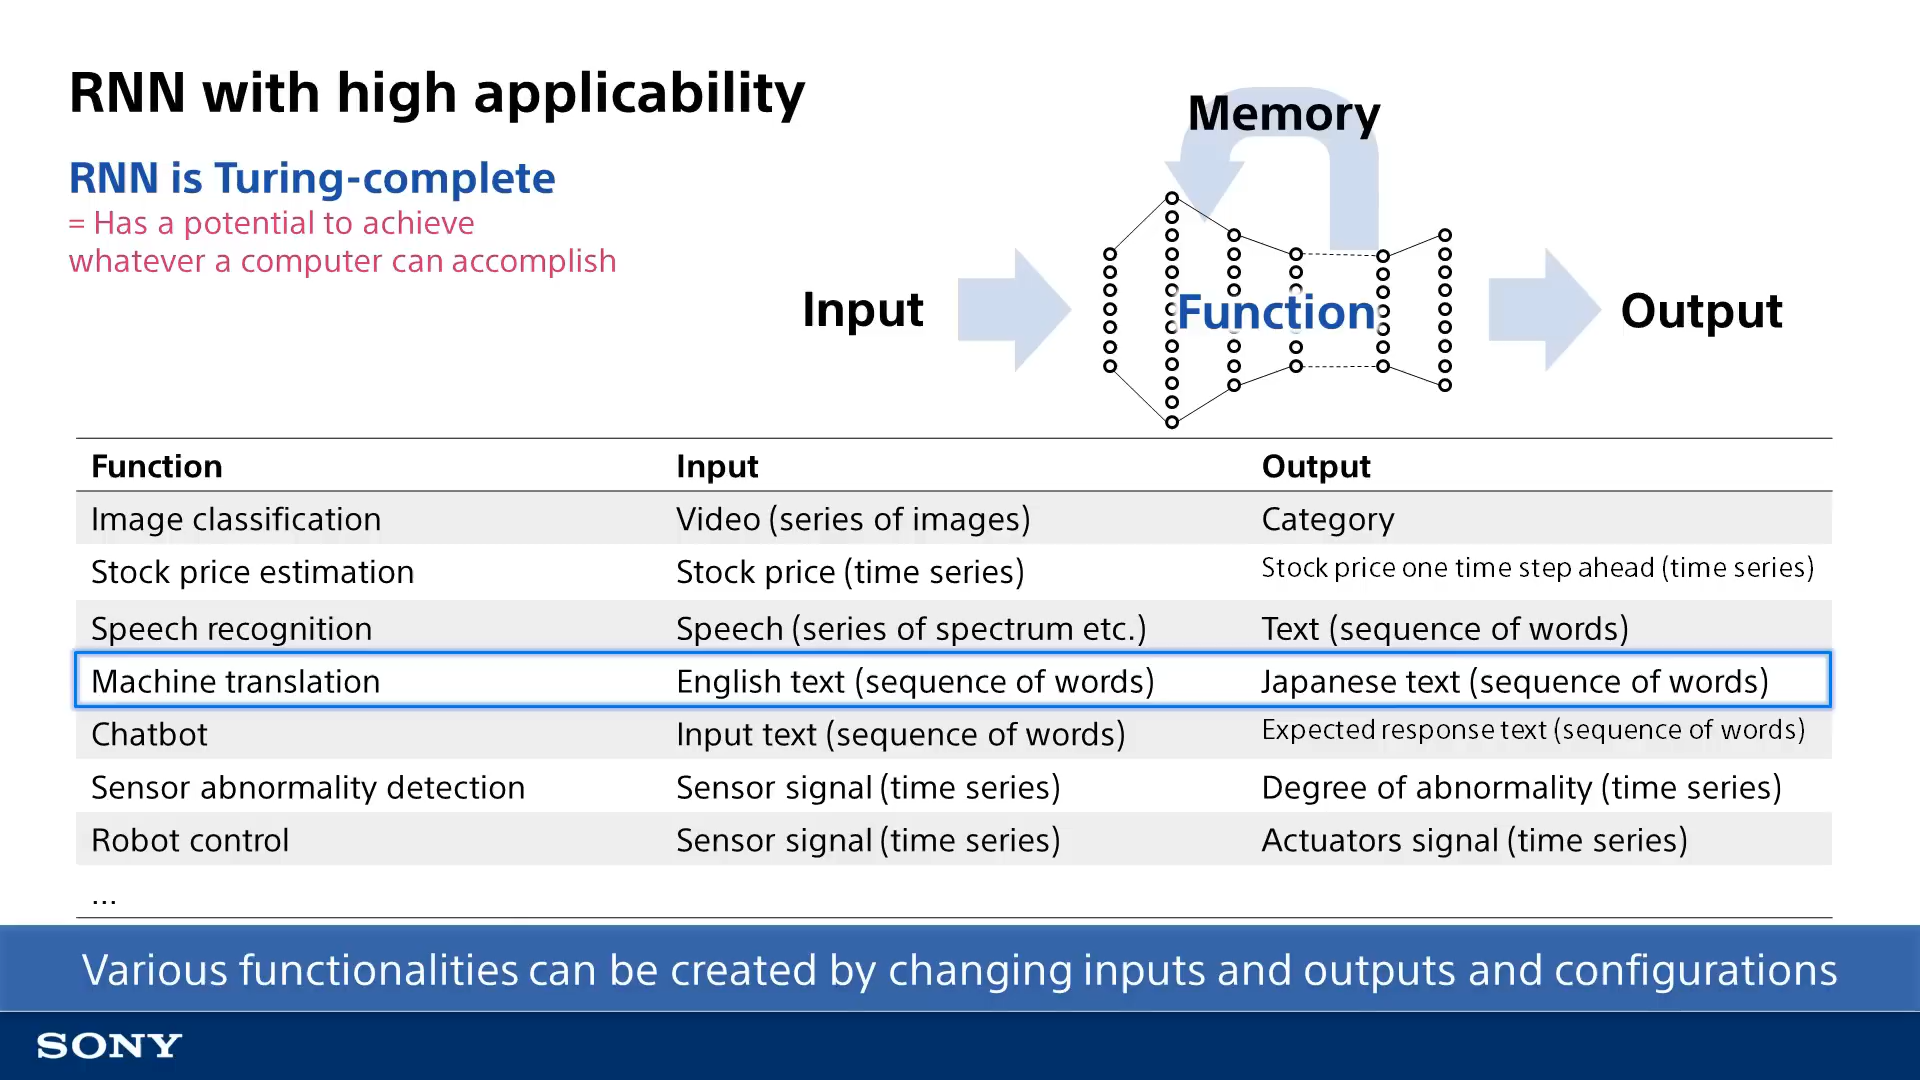 RNN with high applicability
RNN is Turing-complete
= Has a potential to achieve
whatever a computer can accomplish
Memory
Input
Function
Output
Function Input Output
Image classification Video (series of images) Category
Stock price estimation Stock price (time series) Stock price one time step ahead (time series)
Speech recognition Speech (series of spectrum etc.) Text (sequence of words)
Machine translation English text (sequence of words) Japanese text (sequence of words)
Chatbot Input text (sequence of words) Expected response text (sequence of words)
Sensor abnormality detection Sensor signal (time series) Degree of abnormality (time series)
Robot control Sensor signal (time series) Actuators signal (time series)
...
Various functionalities can be created by changing inputs and outputs and configurations
SONY